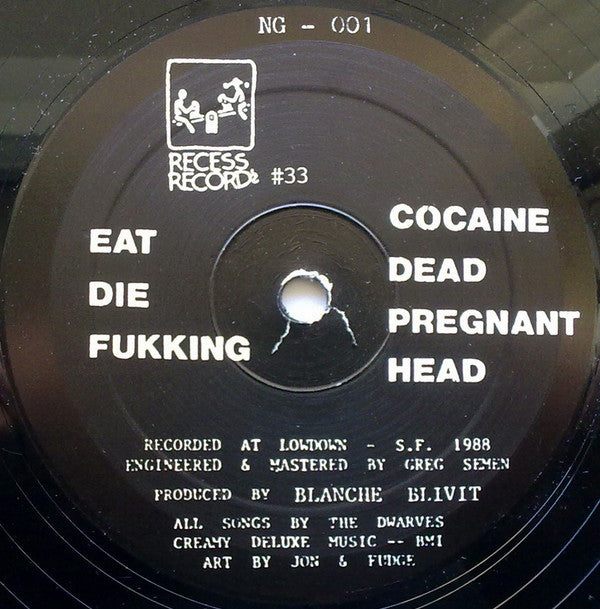 NG - 001
RECESS
RECORDS #33
EAT
DIE
FUKKING
COCAINE
DEAD
PREGNANT
HEAD
RECORDED AT LOWDOWN - S.F. 1988
ENGINEERED & MASTERED BY GREG SEMEN
PRODUCED BY BLANCHE BLIVIT
ALL SONGS BY THE DWARVES
CREAMY DELUXE MUSIC -- BMI
ART BY JON & FUDGE